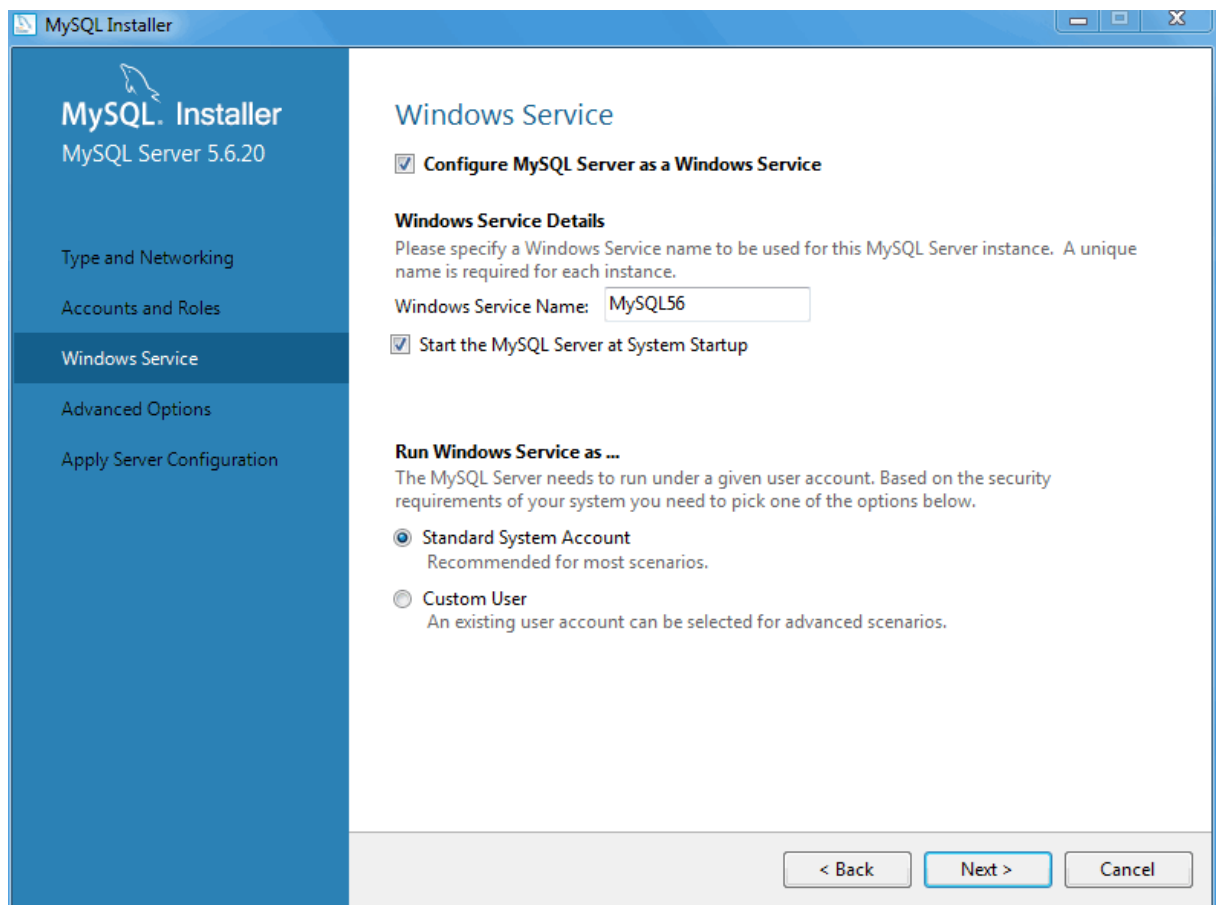 MySQL Installer
MySQL. Installer
MySQL Server 5.6.20
Type and Networking
Accounts and Roles
Windows Service
Advanced Options
Apply Server Configuration
Windows Service
Configure MySQL Server as a Windows Service
Windows Service Details
Please specify a Windows Service name to be used for this MySQL Server instance. A unique
name is required for each instance.
Windows Service Name: MySQL56
Start the MySQL Server at System Startup
Run Windows Service as ...
The MySQL Server needs to run under a given user account. Based on the security
requirements of your system you need to pick one of the options below.
Standard System Account
Recommended for most scenarios.
Custom User
An existing user account can be selected for advanced scenarios.
< Back Next > Cancel